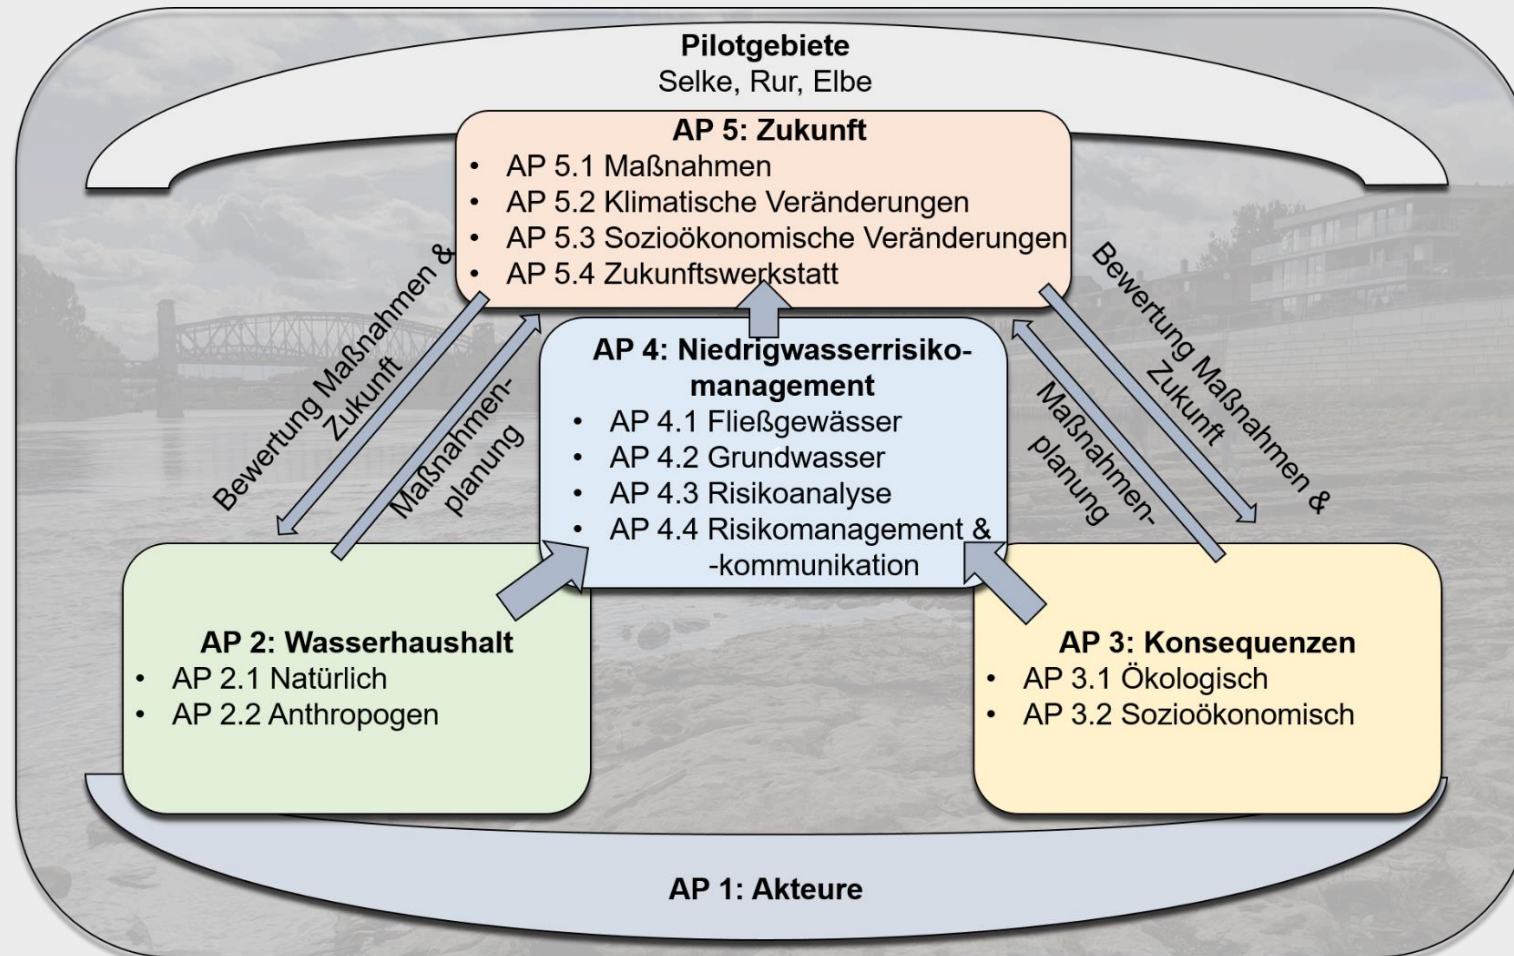 Pilotgebiete
Selke, Rur, Elbe
AP 5: Zukunft
• AP 5.1 Maßnahmen
• AP 5.2 Klimatische Veränderungen
• AP 5.3 Sozioökonomische Veränderungen
• AP 5.4 Zukunftswerkstatt
Bewertung Maßnahmen &
Zukunft
Maßnahmen-
planung
AP 4: Niedrigwasserrisiko-
management
• AP 4.1 Fließgewässer
• AP 4.2 Grundwasser
• AP 4.3 Risikoanalyse
• AP 4.4 Risikomanagement &
-kommunikation
Maßnahmen-
planung
Bewertung Maßnahmen &
Zukunft
AP 2: Wasserhaushalt
• AP 2.1 Natürlich
• AP 2.2 Anthropogen
AP 3: Konsequenzen
• AP 3.1 Ökologisch
• AP 3.2 Sozioökonomisch
AP 1: Akteure